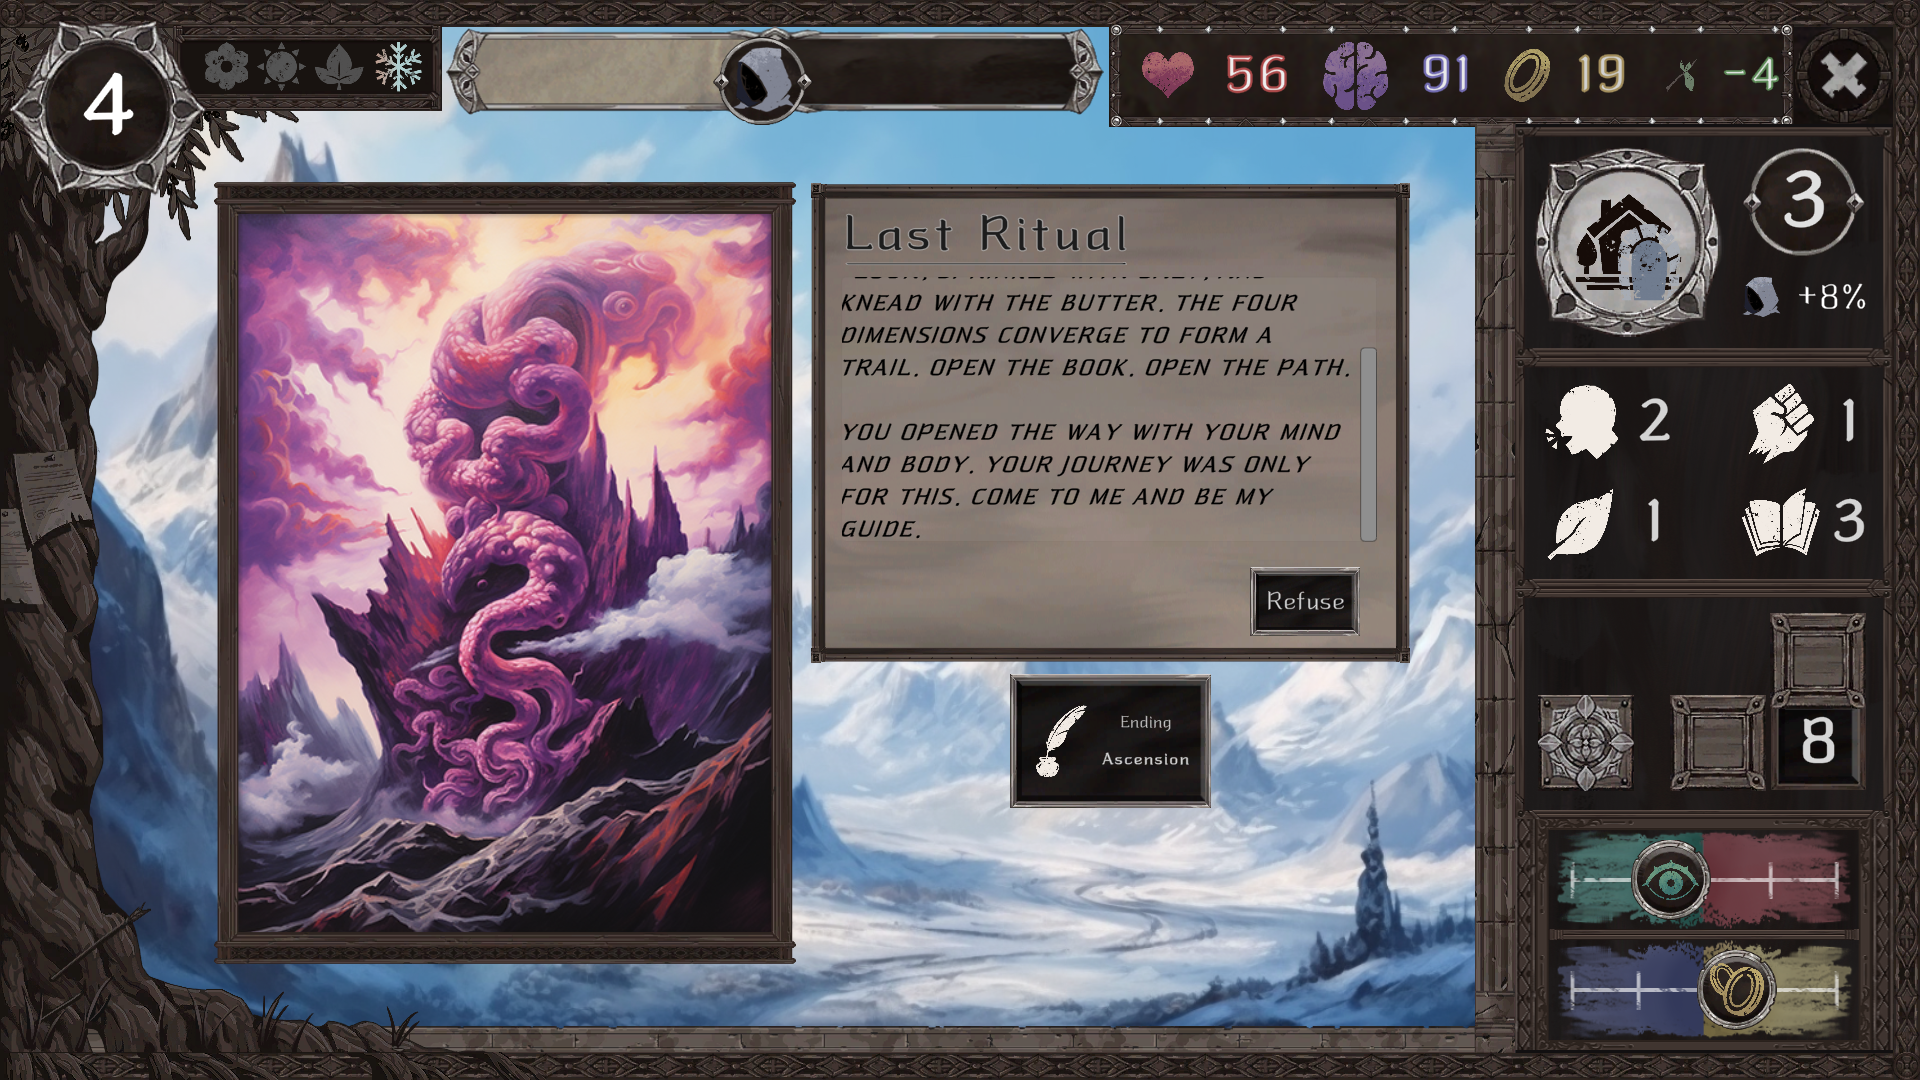 4
56
91
19
-4
Last Ritual
KNEAD WITH THE BUTTER. THE FOUR
DIMENSIONS CONVERGE TO FORM A
TRAIL. OPEN THE BOOK. OPEN THE PATH.
YOU OPENED THE WAY WITH YOUR MIND
AND BODY. YOUR JOURNEY WAS ONLY
FOR THIS. COME TO ME AND BE MY
GUIDE.
Refuse
Ending
Ascension
3
+8%
2
1
1
3
8